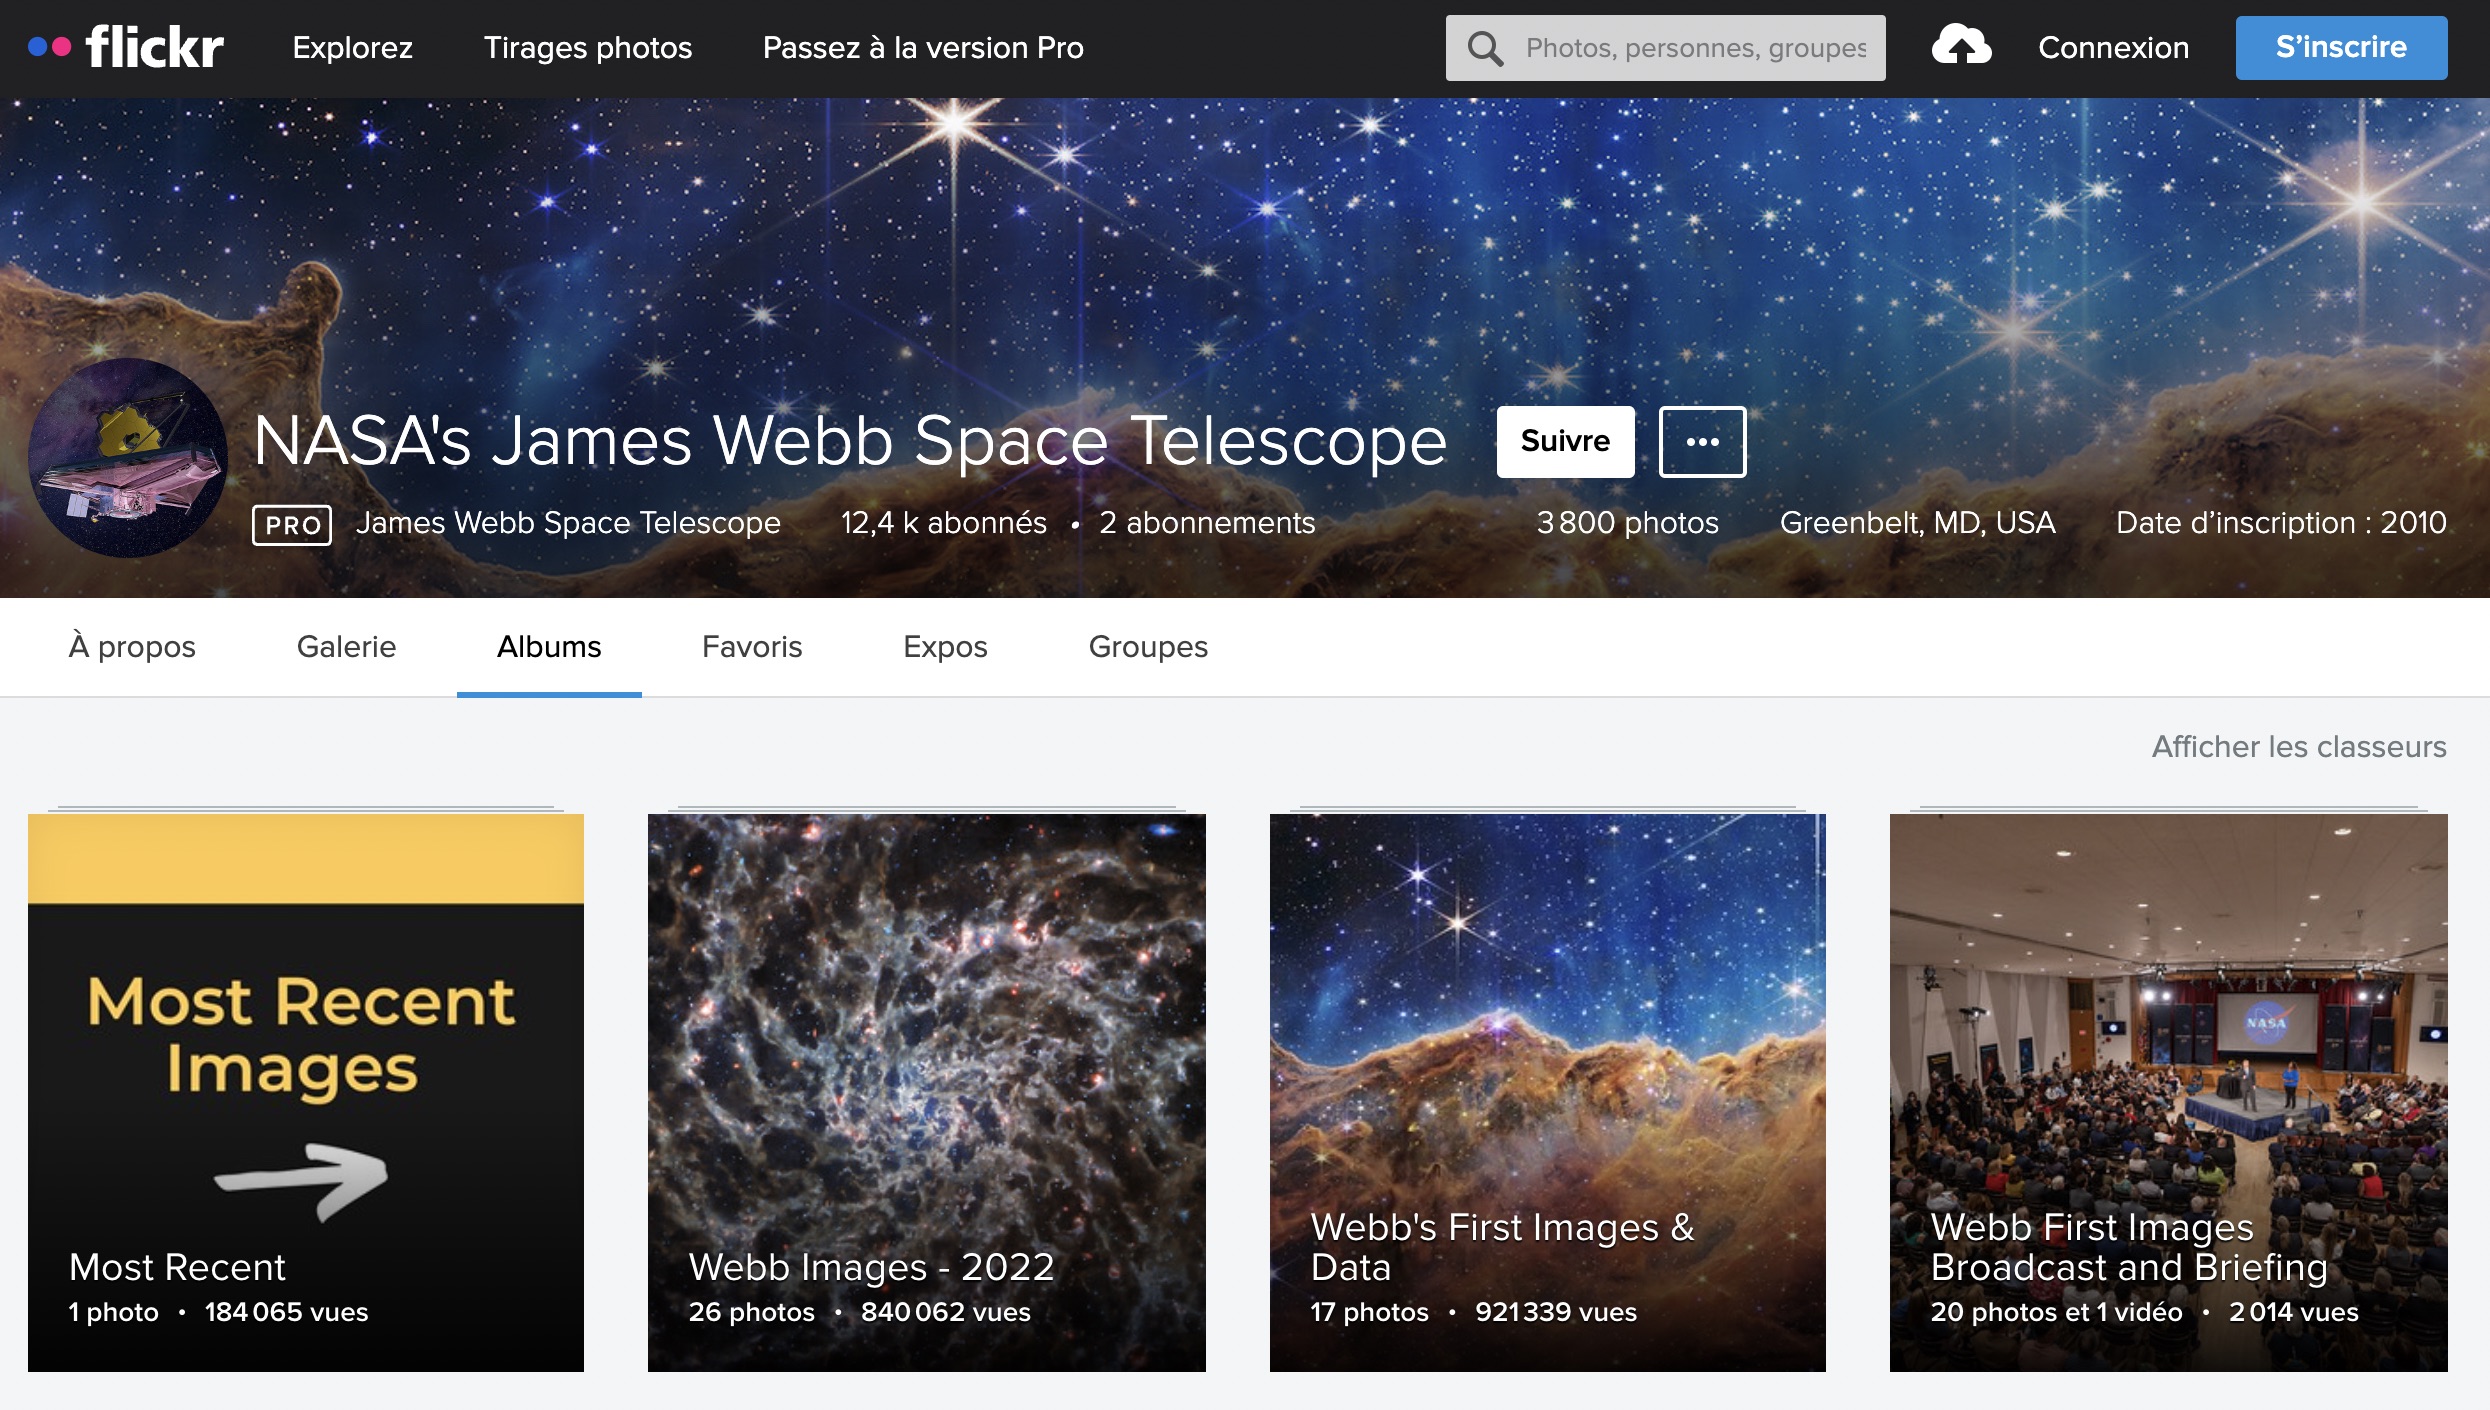 flickr
Explorez
Tirages photos
Passez à la version Pro
Photos, personnes, groupes
Connexion
S’inscrire
NASA's James Webb Space Telescope
Suivre
PRO
James Webb Space Telescope
12,4 k abonnés • 2 abonnements
3 800 photos
Greenbelt, MD, USA
Date d’inscription : 2010
À propos
Galerie
Albums
Favoris
Expos
Groupes
Afficher les classeurs
Most Recent
Images
Most Recent
1 photo • 184 065 vues
Webb Images - 2022
26 photos • 840 062 vues
Webb's First Images &
Data
17 photos • 921 339 vues
NASA
Webb First Images
Broadcast and Briefing
20 photos et 1 vidéo • 2 014 vues